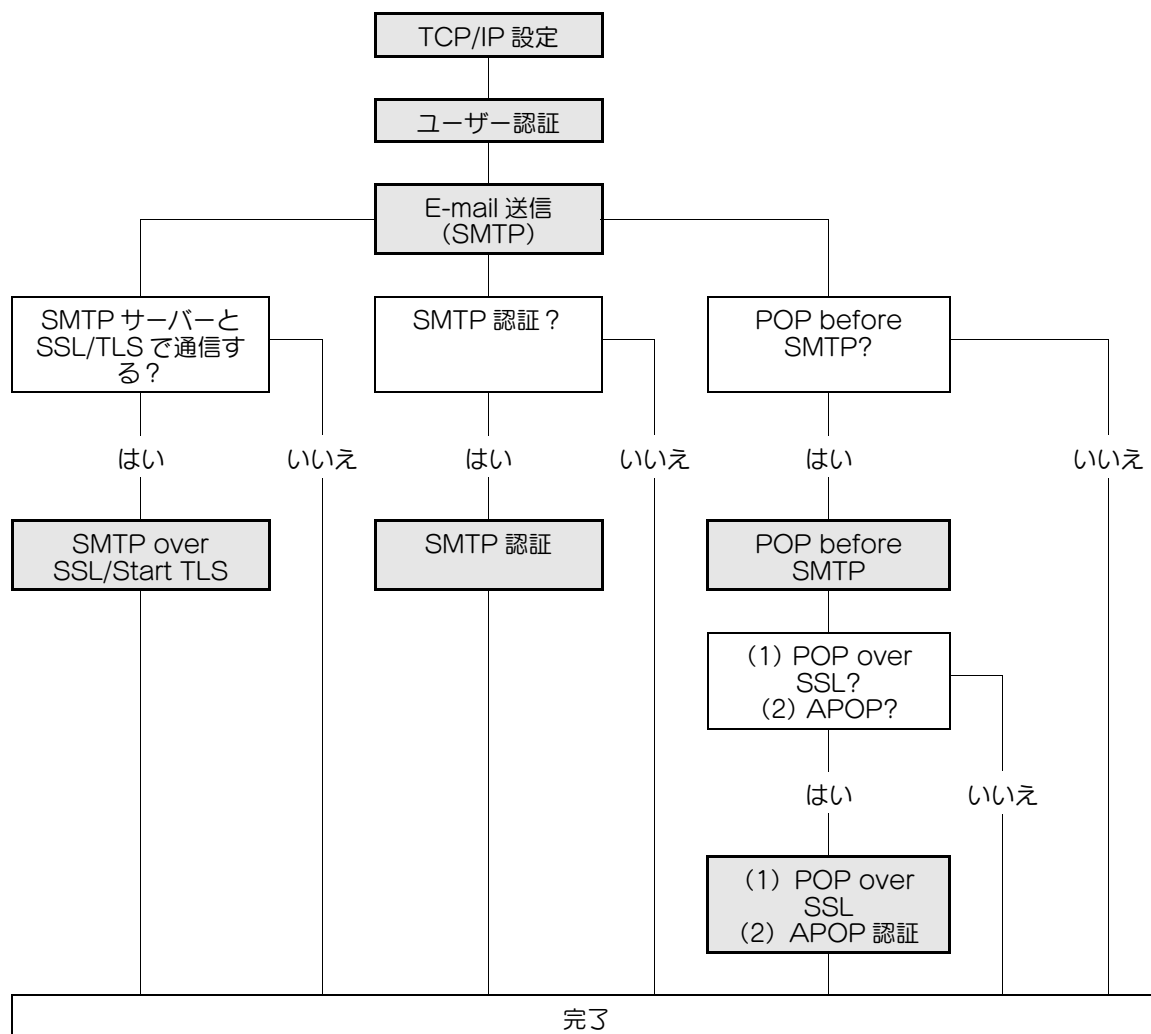 TCP/IP 設定
ユーザー認証
E-mail 送信
（SMTP）
SMTP サーバーと
SSL/TLS で通信す
る？
SMTP 認証？
POP before
SMTP?
はい
いいえ
はい
いいえ
はい
いいえ
SMTP over
SSL/Start TLS
SMTP 認証
POP before
SMTP
（1）POP over
SSL?
（2）APOP?
はい
いいえ
（1）POP over
SSL
（2）APOP 認証
完了